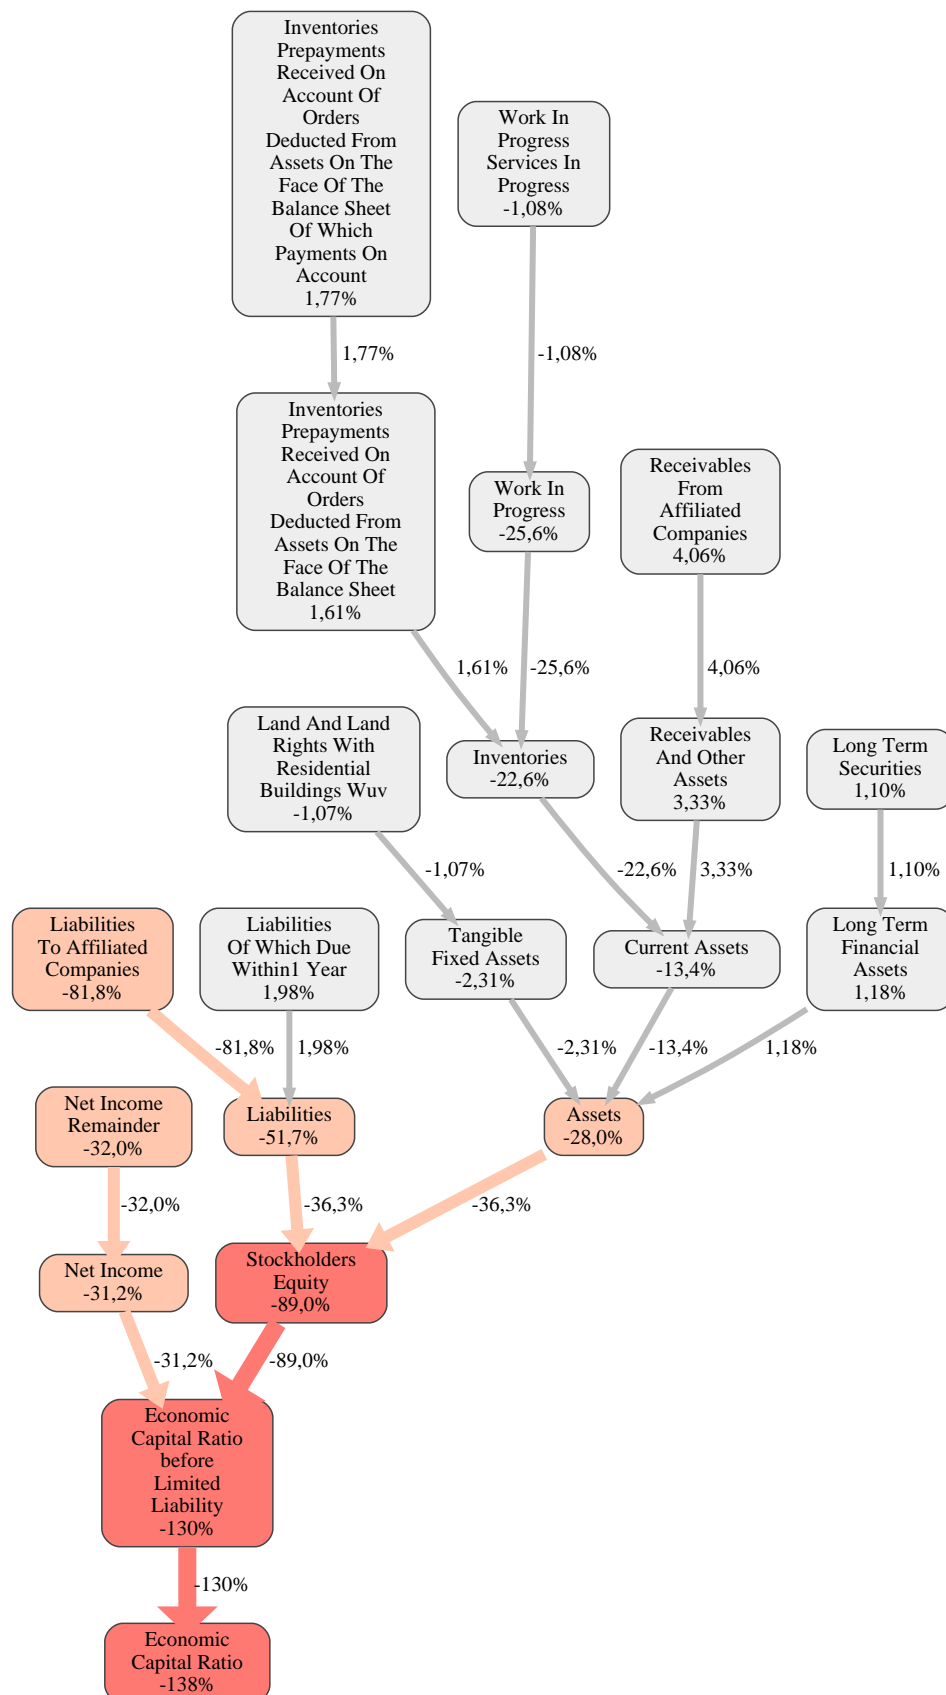 Inventories
Prepayments
Received On
Account Of
Orders
Deducted From
Assets On The
Face Of The
Balance Sheet
Of Which
Payments On
Account
1,77%
Work In
Progress
Services In
Progress
-1,08%
1,77%
-1,08%
Inventories
Prepayments
Received On
Account Of
Orders
Deducted From
Assets On The
Face Of The
Balance Sheet
1,61%
Work In
Progress
-25,6%
Receivables
From
Affiliated
Companies
4,06%
1,61%
-25,6%
4,06%
Land And Land
Rights With
Residential
Buildings Wuv
-1,07%
Inventories
-22,6%
Receivables
And Other
Assets
3,33%
Long Term
Securities
1,10%
-1,07%
-22,6%
3,33%
1,10%
Liabilities
To Affiliated
Companies
-81,8%
Liabilities
Of Which Due
Within1 Year
1,98%
Tangible
Fixed Assets
-2,31%
Current Assets
-13,4%
Long Term
Financial
Assets
1,18%
-81,8%
1,98%
-2,31%
-13,4%
1,18%
Net Income
Remainder
-32,0%
Liabilities
-51,7%
Assets
-28,0%
-32,0%
-36,3%
-36,3%
Net Income
-31,2%
Stockholders
Equity
-89,0%
-31,2%
-89,0%
Economic
Capital Ratio
before
Limited
Liability
-130%
-130%
Economic
Capital Ratio
-138%